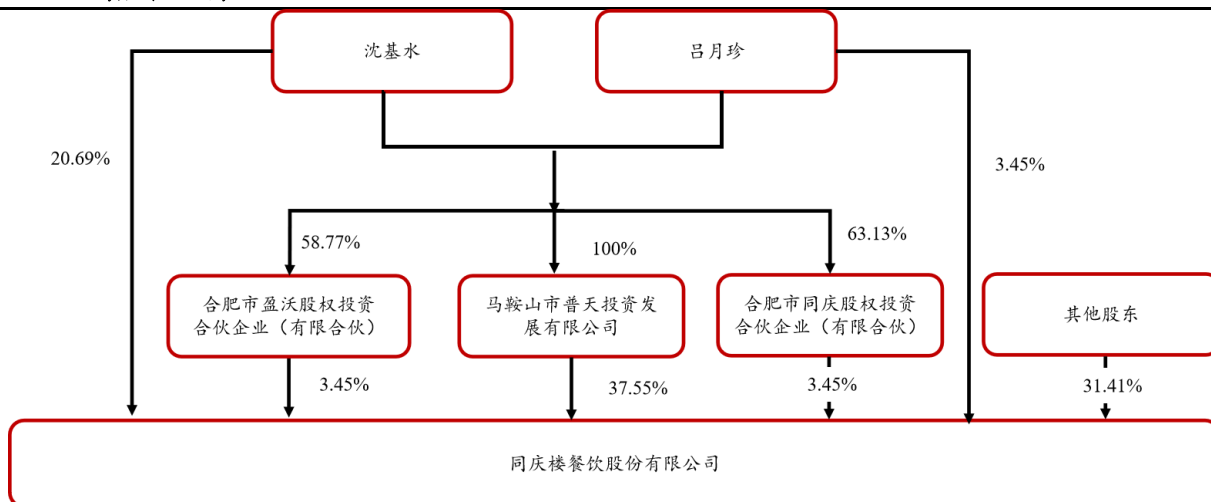 沈基水
吕月珍
20.69%
3.45%
58.77%
100%
63.13%
合肥市盈沃股权投资
合伙企业（有限合伙）
马鞍山市普天投资发
展有限公司
合肥市同庆股权投资
合伙企业（有限合伙）
其他股东
3.45%
37.55%
3.45%
31.41%
同庆楼餐饮股份有限公司